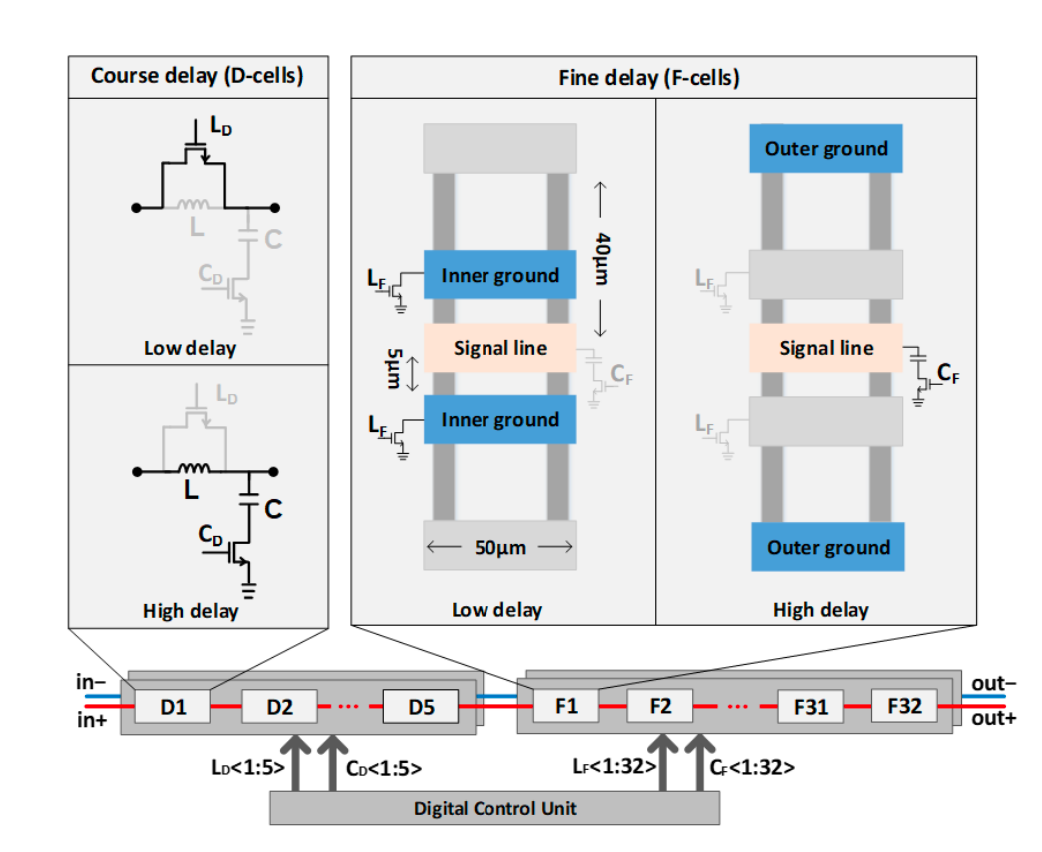 Course delay (D-cells)
Fine delay (F-cells)
LD
L
C
CD
Low delay
LD
L
C
CD
High delay
40µm
LF
Inner ground
Signal line
5µm
CF
LF
Inner ground
50µm
Low delay
Outer ground
LF
Signal line
CF
LF
Outer ground
High delay
in−
in+
D1
D2
...
D5
F1
F2
...
F31
F32
out−
out+
LD<1:5>
CD<1:5>
LF<1:32>
CF<1:32>
Digital Control Unit